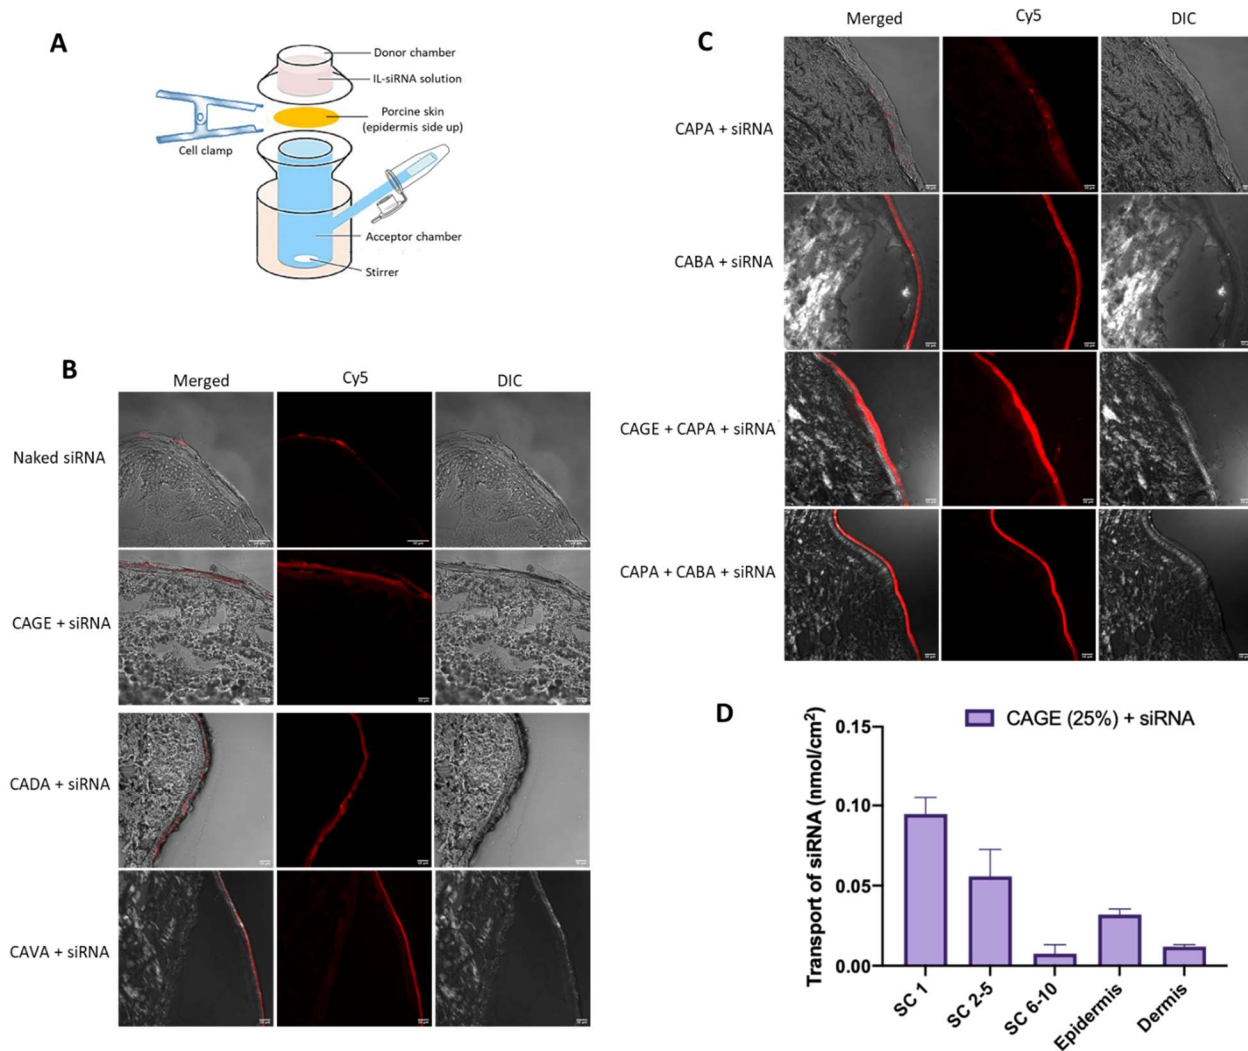 A
Donor chamber
IL-siRNA solution
Porcine skin
(epidermis side up)
Cell clamp
Acceptor chamber
Stirrer
B
Merged
Cy5
DIC
Naked siRNA
CAGE + siRNA
CADA + siRNA
CAVA + siRNA
C
Merged
Cy5
DIC
CAPA + siRNA
CABA + siRNA
CAGE + CAPA + siRNA
CAPA + CABA + siRNA
D
CAGE (25%) + siRNA
Transport of siRNA (nmol/cm²)
0.15
0.10
0.05
0.00
SC 1
SC 2-5
SC 6-10
Epidermis
Dermis